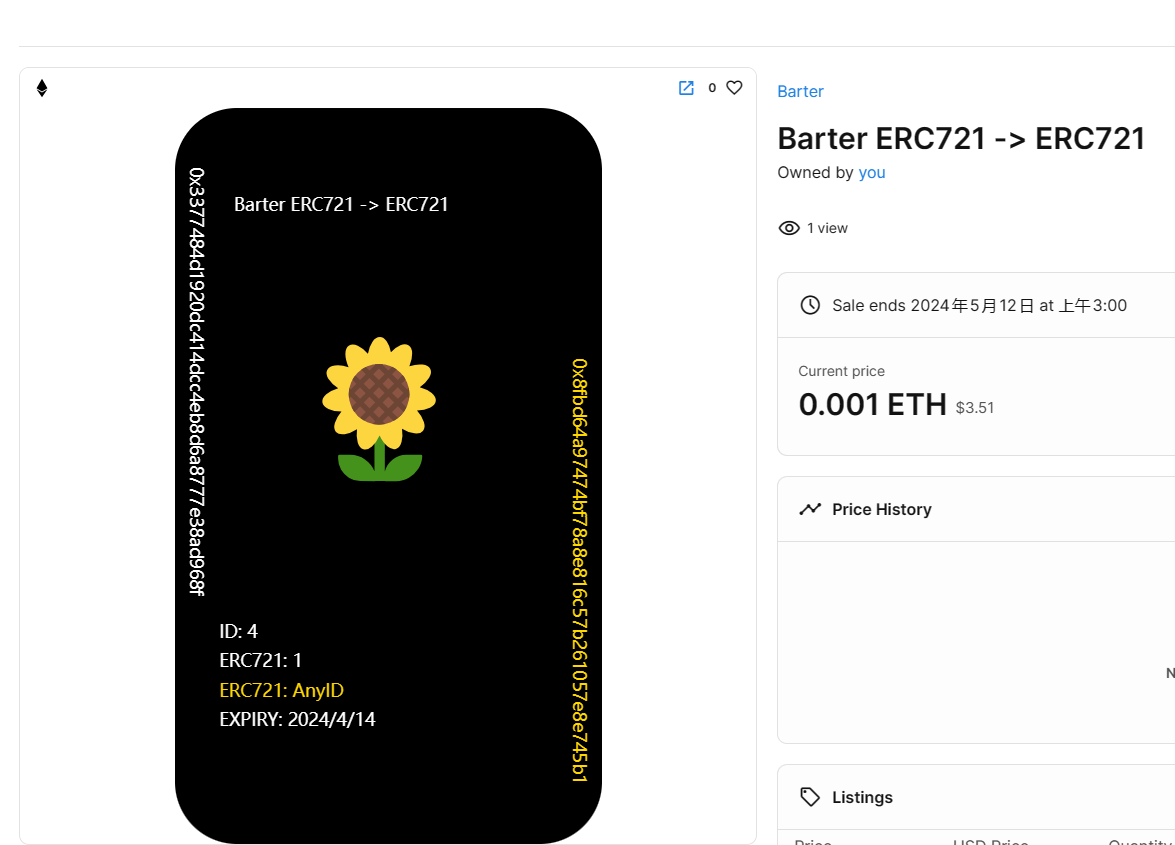 0
Barter ERC721 -> ERC721
0x3377484d1920dc414dcc4eb8d6a8777e38ad968f
0x8fbd64a97474bf78a8e816c57b261057e8e745b1
ID: 4
ERC721: 1
ERC721: AnyID
EXPIRY: 2024/4/14
Barter
Barter ERC721 -> ERC721
Owned by you
1 view
Sale ends 2024年5月12日 at 上午3:00
Current price
0.001 ETH $3.51
Price History
N
Listings
Price USD Price Quantity